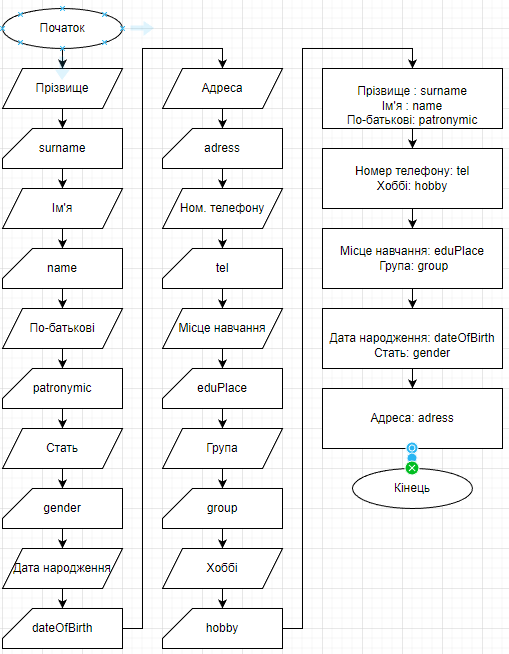 Початок
Прізвище
surname
Ім'я
name
По-батькові
patronymic
Стать
gender
Дата народження
dateOfBirth
Адреса
adress
Ном. телефону
tel
Місце навчання
eduPlace
Група
group
Хоббі
hobby
Прізвище : surname
Ім'я : name
По-батькові: patronymic
Номер телефону: tel
Хоббі: hobby
Місце навчання: eduPlace
Група: group
Дата народження: dateOfBirth
Стать: gender
Адреса: adress
Кінець